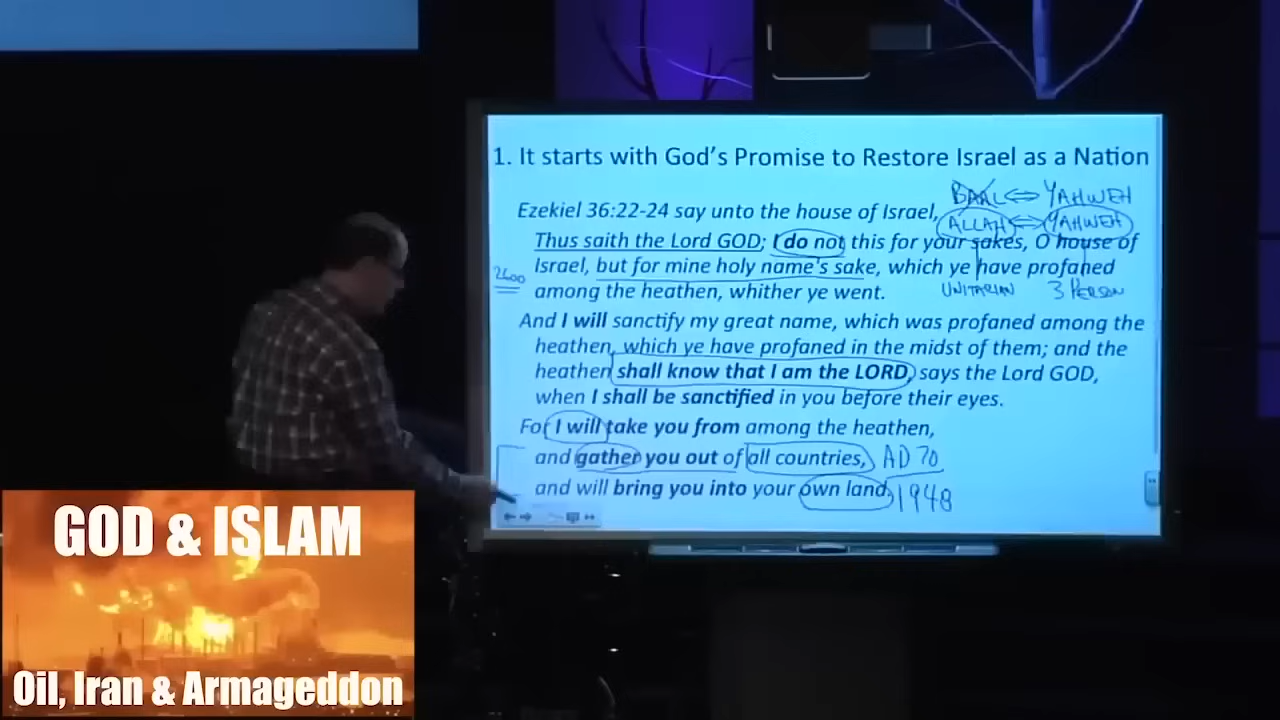 1. It starts with God's Promise to Restore Israel as a Nation
BAAL ⇔ YAHWEH
Ezekiel 36:22-24 say unto the house of Israel,
ALLAH ⇔ YAHWEH
Thus saith the Lord GOD; I do not this for your sakes, O house of
Israel, but for mine holy name's sake, which ye have profaned
2600
among the heathen, whither ye went.
UNITARIAN 3 PERSON
And I will sanctify my great name, which was profaned among the
heathen, which ye have profaned in the midst of them; and the
heathen shall know that I am the LORD, says the Lord GOD,
when I shall be sanctified in you before their eyes.
For I will take you from among the heathen,
and gather you out of all countries, AD 70
and will bring you into your own land, 1948
GOD & ISLAM
Oil, Iran & Armageddon